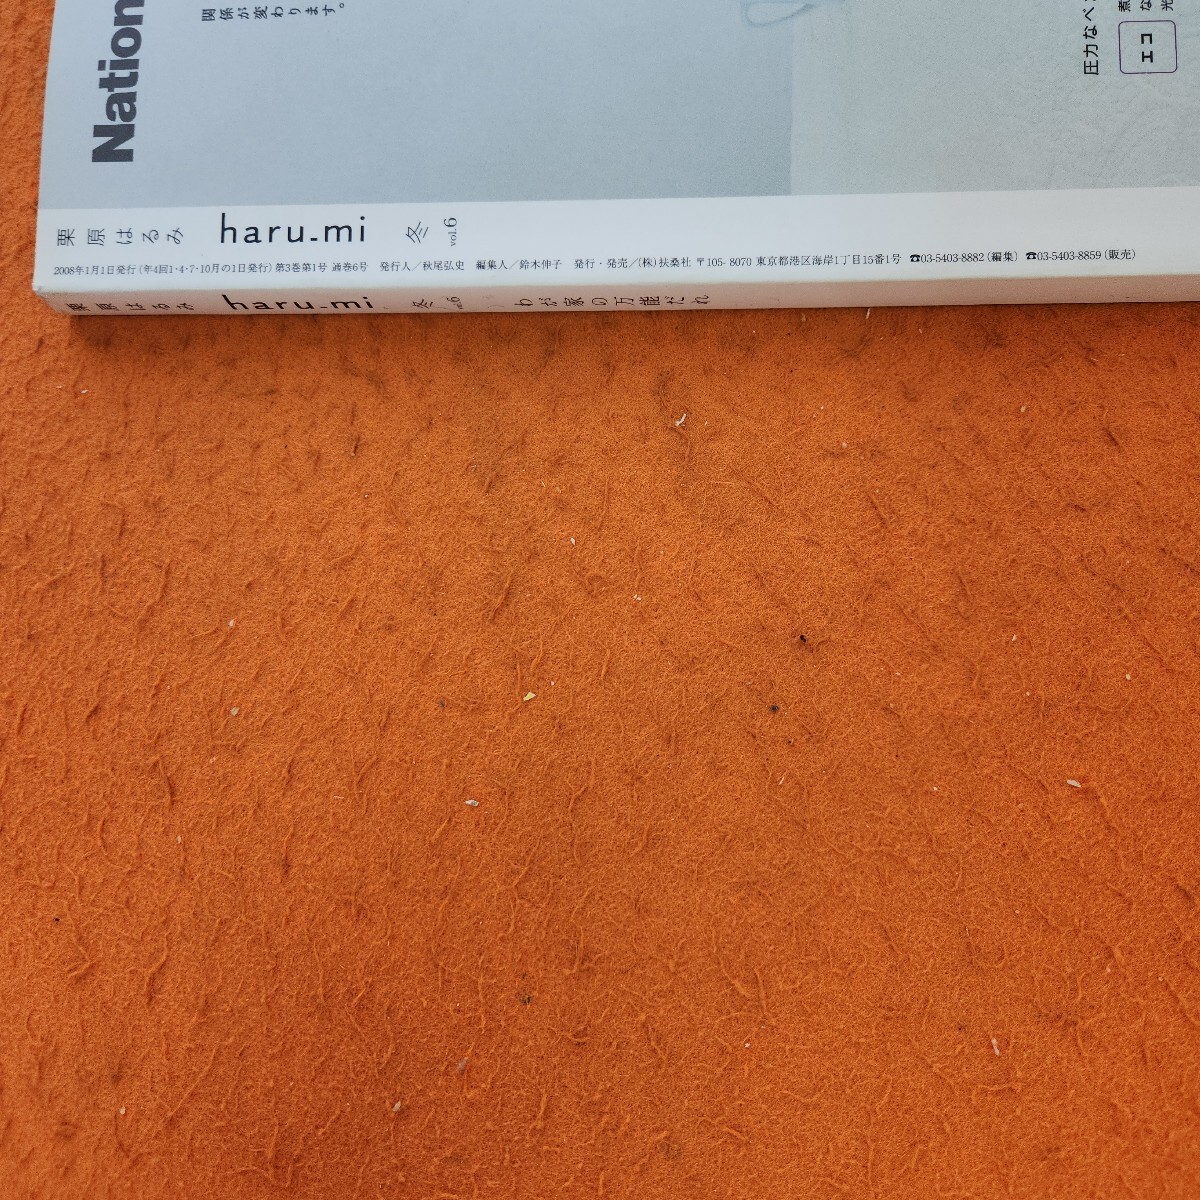 Nation
関係が変わります。
圧力なべ
煮
な
光
エコ
栗原はるみ haru_mi 冬 vol.6
2008年1月1日発行(年4回1・4・7・10月の1日発行)第3巻第1号 通巻6号 発行人／秋尾弘史 編集人／鈴木伸子 発行・発売／(株)扶桑社 〒105-8070 東京都港区海岸1丁目15番1号 ☎03-5403-8882(編集) ☎03-5403-8859(販売)
栗原はるみ haru_mi 冬 vol.6 わが家の万能だれ